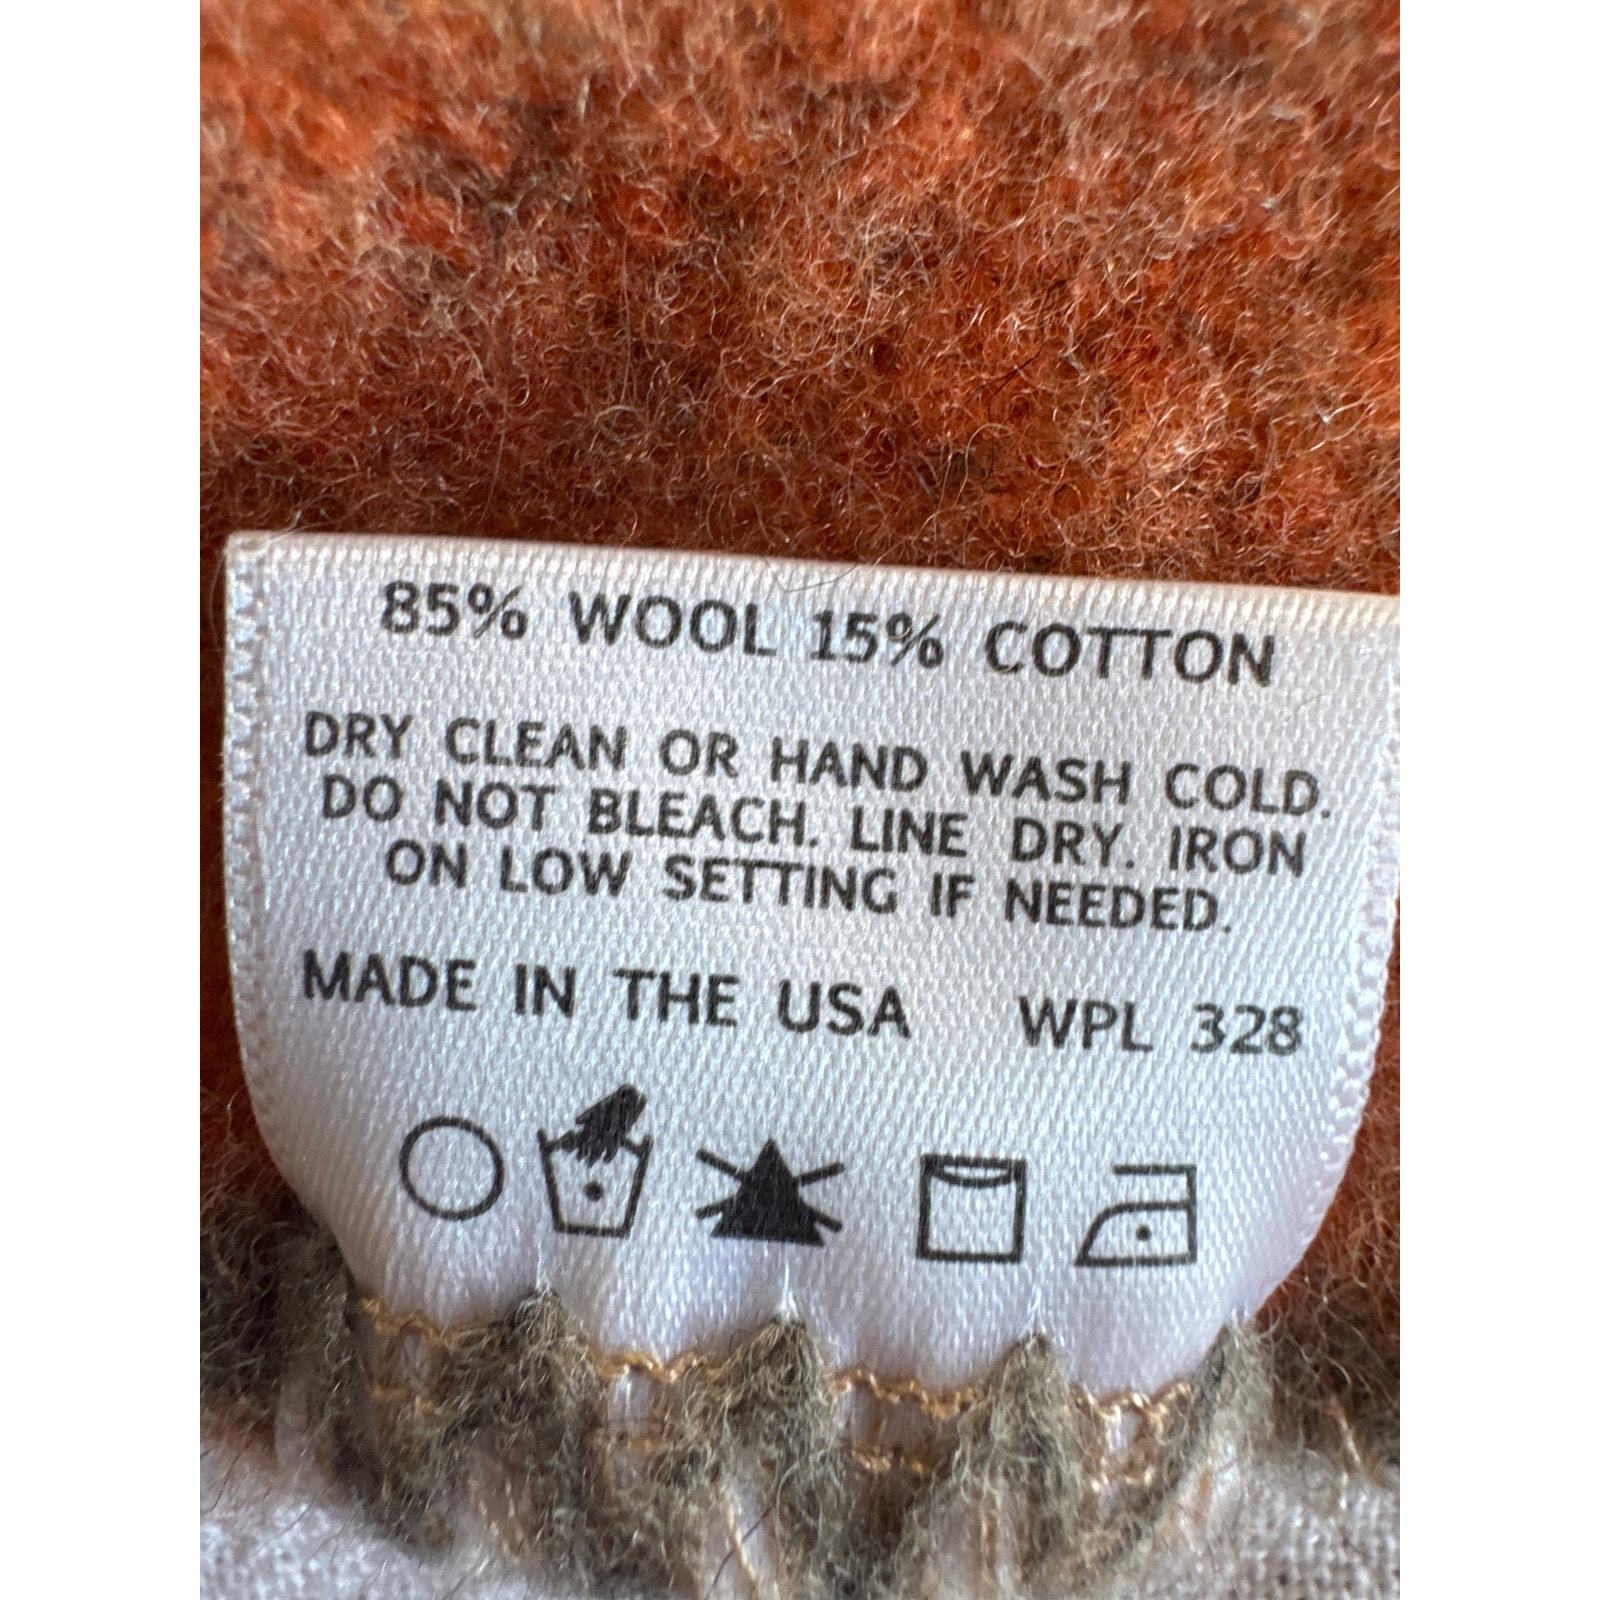 85% WOOL 15% COTTON
DRY CLEAN OR HAND WASH COLD.
DO NOT BLEACH. LINE DRY. IRON
ON LOW SETTING IF NEEDED.
MADE IN THE USA WPL 328